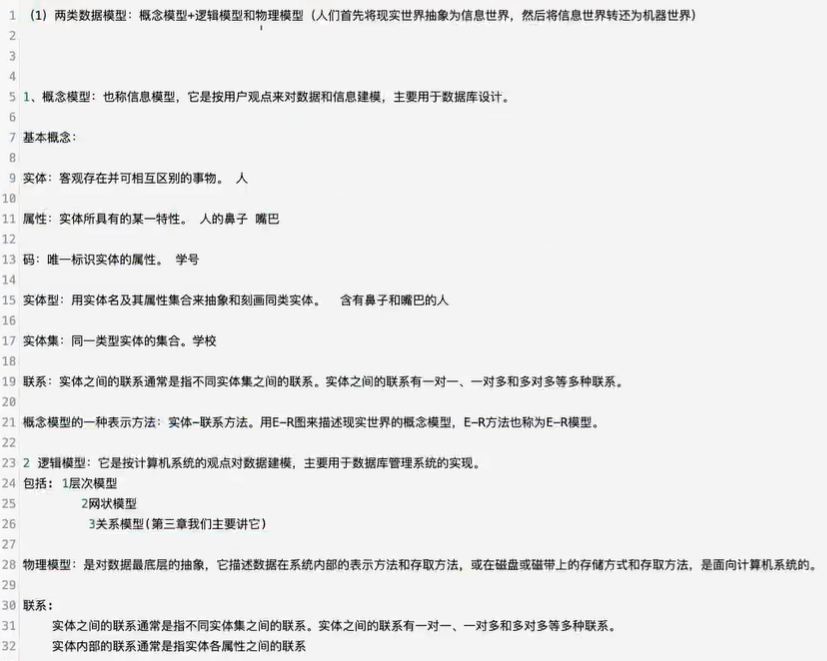 1 (1) 两类数据模型: 概念模型+逻辑模型和物理模型 (人们首先将现实世界抽象为信息世界, 然后将信息世界转还为机器世界)
2
3
4
5 1、概念模型: 也称信息模型, 它是按用户观点来对数据和信息建模, 主要用于数据库设计。
6
7 基本概念:
8
9 实体: 客观存在并可相互区别的事物。 人
10
11 属性: 实体所具有的某一特性。 人的鼻子 嘴巴
12
13 码: 唯一标识实体的属性。 学号
14
15 实体型: 用实体名及其属性集合来抽象和刻画同类实体。 含有鼻子和嘴巴的人
16
17 实体集: 同一类型实体的集合。学校
18
19 联系: 实体之间的联系通常是指不同实体集之间的联系。实体之间的联系有一对一、一对多和多对多等多种联系。
20
21 概念模型的一种表示方法: 实体-联系方法。用E-R图来描述现实世界的概念模型, E-R方法也称为E-R模型。
22
23 2 逻辑模型: 它是按计算机系统的观点对数据建模, 主要用于数据库管理系统的实现。
24 包括: 1层次模型
25 2网状模型
26 3关系模型(第三章我们主要讲它)
27
28 物理模型: 是对数据最底层的抽象, 它描述数据在系统内部的表示方法和存取方法, 或在磁盘或磁带上的存储方式和存取方法, 是面向计算机系统的。
29
30 联系:
31 实体之间的联系通常是指不同实体集之间的联系。实体之间的联系有一对一、一对多和多对多等多种联系。
32 实体内部的联系通常是指实体各属性之间的联系